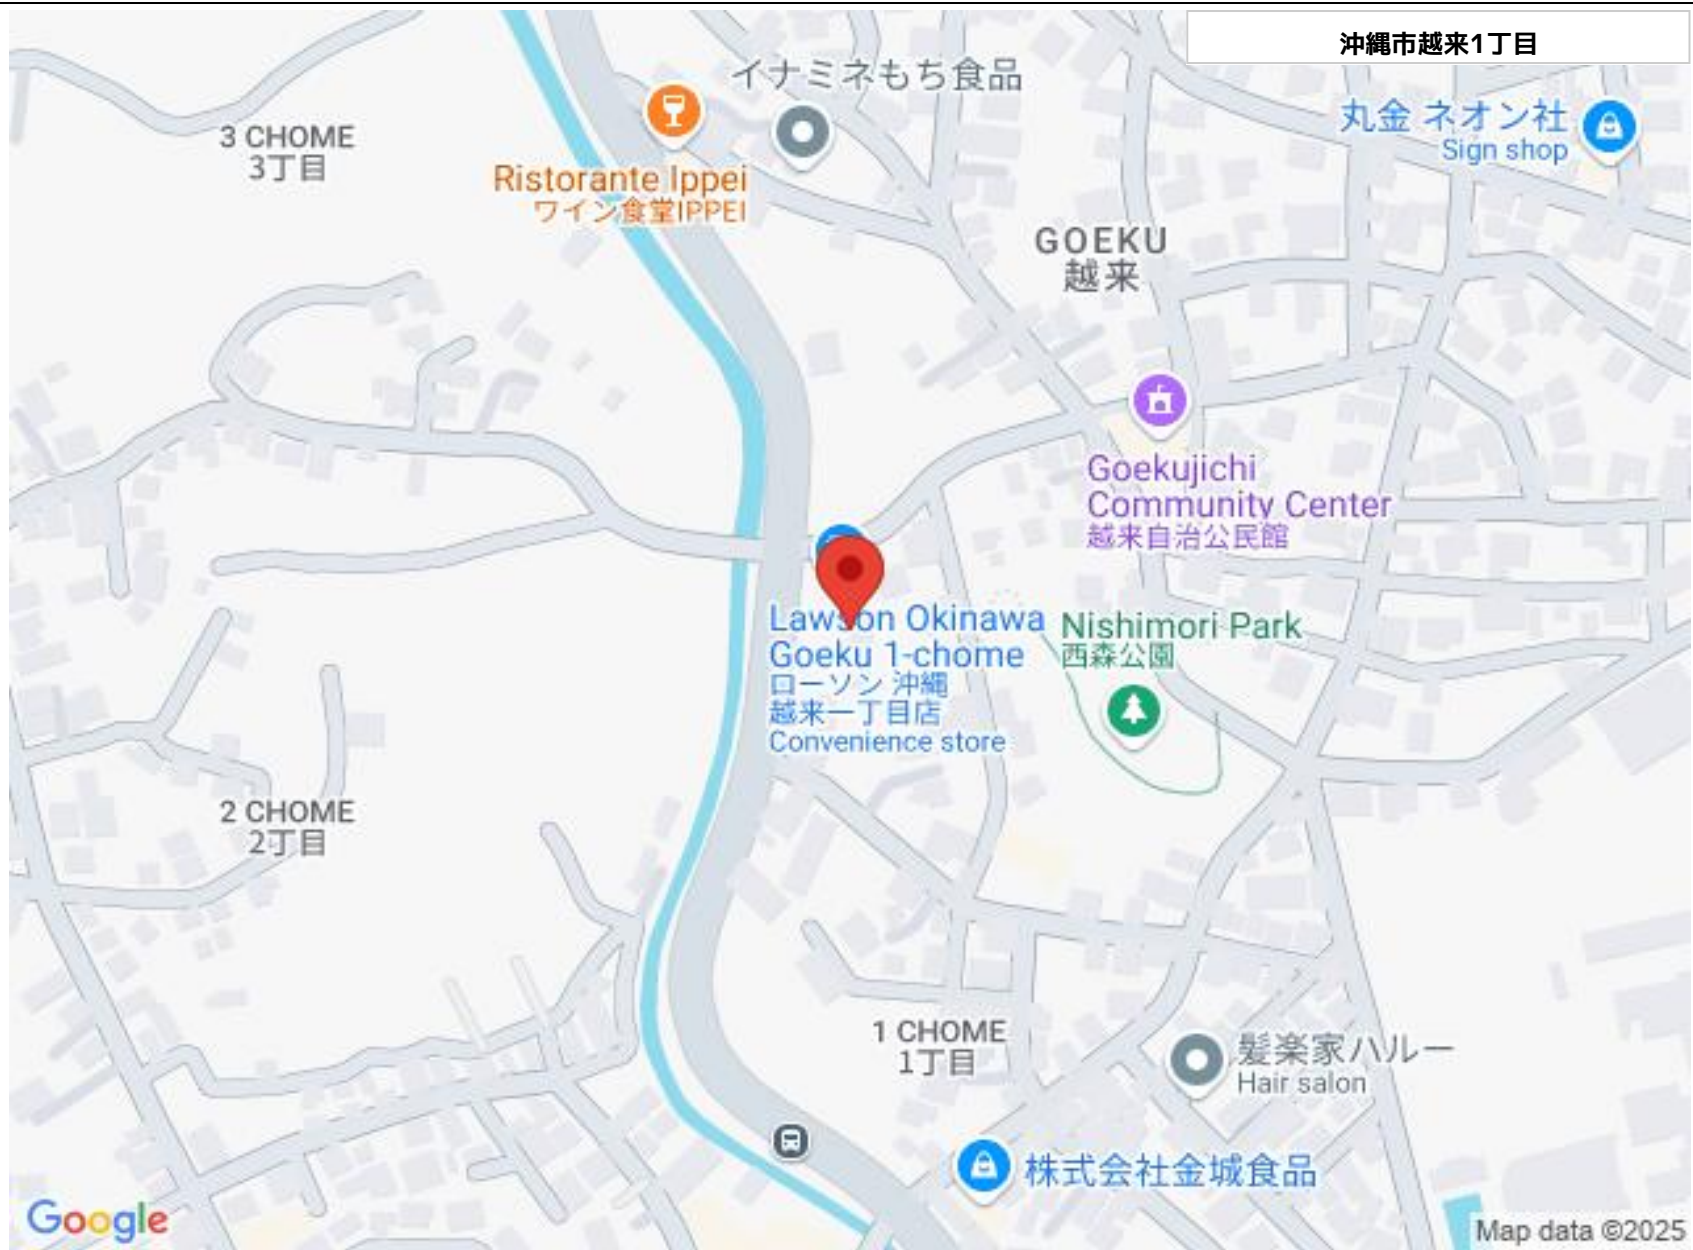 沖縄市越来1丁目
イナミネもち食品
丸金 ネオン社
Sign shop
3 CHOME
3丁目
Ristorante Ippei
ワイン食堂IPPEI
GOEKU
越来
Goekujichi
Community Center
越来自治公民館
Lawson Okinawa
Goeku 1-chome
ローソン 沖縄
越来一丁目店
Convenience store
Nishimori Park
西森公園
2 CHOME
2丁目
1 CHOME
1丁目
髪楽家ハルー
Hair salon
株式会社金城食品
Google
Map data ©2025